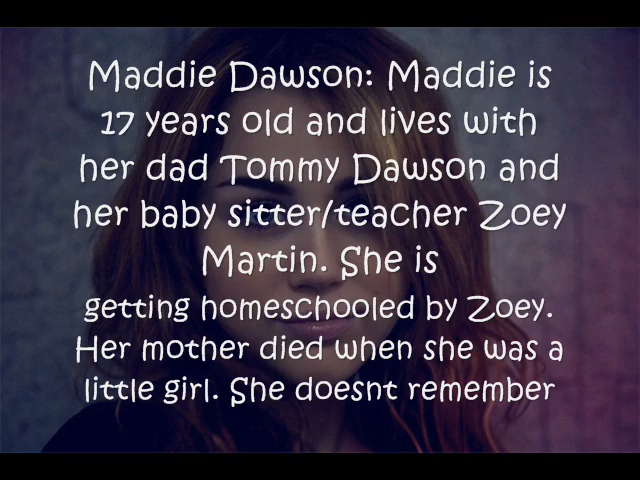 Maddie Dawson: Maddie is
17 years old and lives with
her dad Tommy Dawson and
her baby sitter/teacher Zoey
Martin. She is
getting homeschooled by Zoey.
Her mother died when she was a
little girl. She doesnt remember